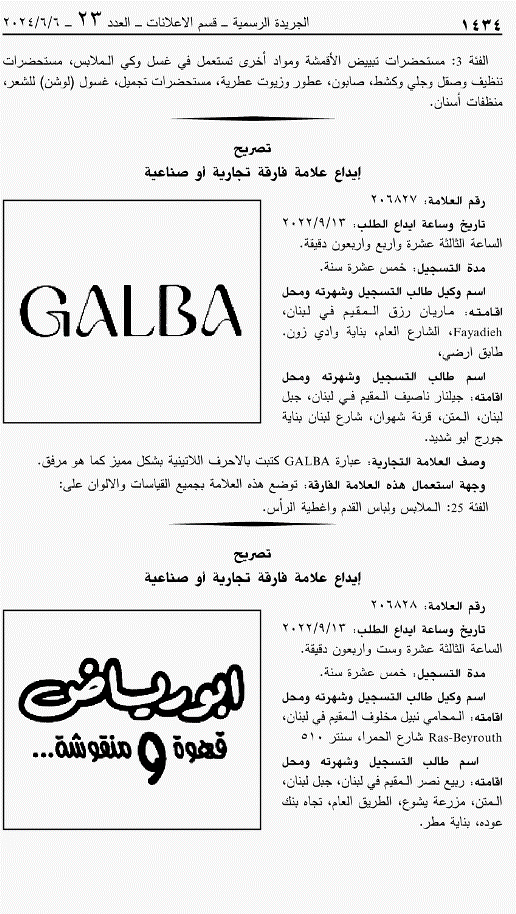 ١٤٣٤
الجريدة الرسمية ـ قسم الاعلانات ـ العدد ٢٣ ـ ٢٠٢٤/٦/٦
الفئة 3: مستحضرات تبييض الأقمشة ومواد أخرى تستعمل في غسل وكي الملابس، مستحضرات
تنظيف وصقل وجلي وكشط، صابون، عطور وزيوت عطرية، مستحضرات تجميل، غسول (لوشن) للشعر،
منظفات أسنان.
تصريح
إيداع علامة فارقة تجارية أو صناعية
رقم العلامة: ٢٠٦٨٢٧
تاريخ وساعة ايداع الطلب: ٢٠٢٢/٩/١٣
الساعة الثالثة عشرة واربع واربعون دقيقة.
مدة التسجيل: خمس عشرة سنة.
اسم وكيل طالب التسجيل وشهرته ومحل
اقامته: ماريان رزق المقيم في لبنان،
Fayadieh، الشارع العام، بناية وادي زون.
طابق ارضي،
اسم طالب التسجيل وشهرته ومحل
اقامته: جيلنار ناصيف المقيم في لبنان، جبل
لبنان، المتن، قرنة شهوان، شارع لبنان بناية
جورج ابو شديد.
GALBA
وصف العلامة التجارية: عبارة GALBA كتبت بالاحرف اللاتينية بشكل مميز كما هو مرفق.
وجهة استعمال هذه العلامة الفارقة: توضع هذه العلامة بجميع القياسات والالوان على:
الفئة 25: الملابس ولباس القدم واغطية الرأس.
تصريح
إيداع علامة فارقة تجارية أو صناعية
رقم العلامة: ٢٠٦٨٢٨
تاريخ وساعة ايداع الطلب: ٢٠٢٢/٩/١٣
الساعة الثالثة عشرة وست واربعون دقيقة.
مدة التسجيل: خمس عشرة سنة.
اسم وكيل طالب التسجيل وشهرته ومحل
اقامته: المحامي نبيل مخلوف المقيم في لبنان،
Ras-Beyrouth شارع الحمرا، سنتر ٥١٠
اسم طالب التسجيل وشهرته ومحل
اقامته: ربيع نصر المقيم في لبنان، جبل لبنان،
المتن، مزرعة يشوع، الطريق العام، تجاه بنك
عوده، بناية مطر.
ابو رياض
قهوة و منقوشة...